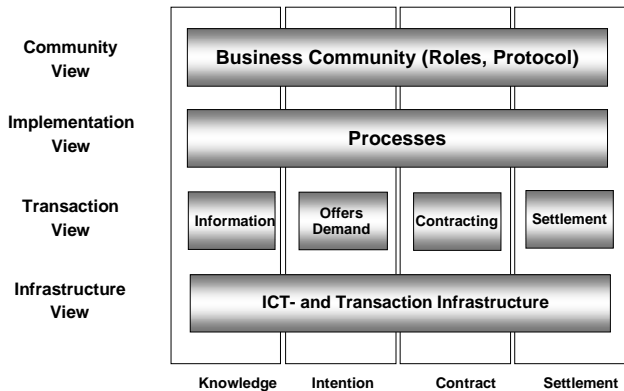 Community
View
Business Community (Roles, Protocol)
Implementation
View
Processes
Transaction
View
Information
Offers
Demand
Contracting
Settlement
Infrastructure
View
ICT- and Transaction Infrastructure
Knowledge
Intention
Contract
Settlement